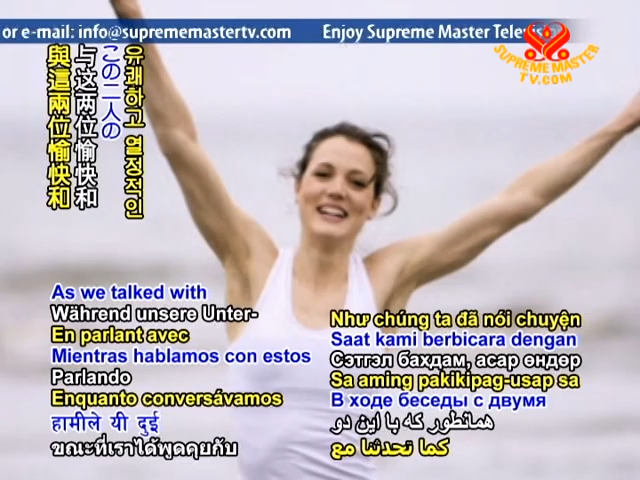 or e-mail: info@suprememastertv.com Enjoy Supreme Master Televis
SUPREME MASTER
TV.COM
與這兩位愉快和
与这两位愉快和
この二人の
유쾌하고 열정적인
As we talked with
Während unsere Unter-
En parlant avec
Mientras hablamos con estos
Parlando
Enquanto conversávamos
हामीले यी दुई
ขณะที่เราได้พูดคุยกับ
Như chúng ta đã nói chuyện
Saat kami berbicara dengan
Сэтгэл бахдам, асар өндөр
Sa aming pakikipag-usap sa
В ходе беседы с двумя
همانطور که با این دو
كما تحدثنا مع